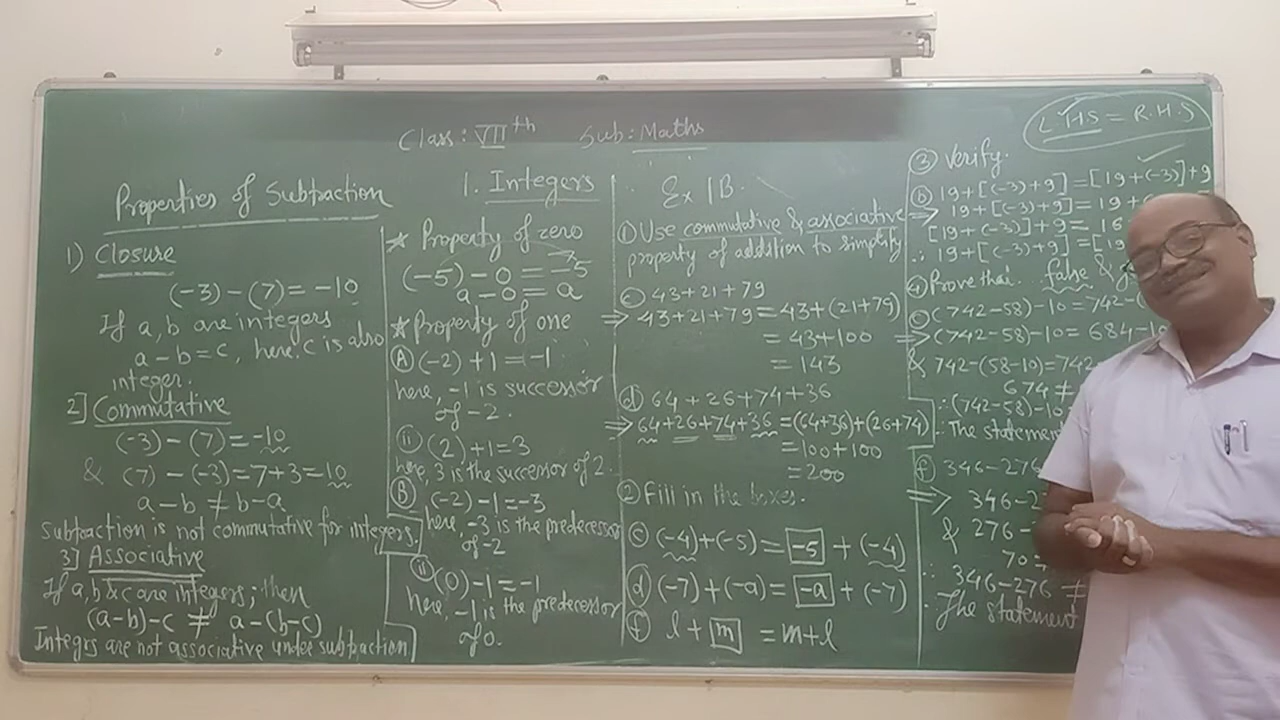 Class: VIIth Sub: Maths
1. Integers
Properties of Subtraction
1) Closure
(-3)-(7) = -10
If a, b are integers
a-b=c, here, c is also
integer.
2] Commutative
(-3)-(7)=-10
& (7)-(-3)=7+3=10
a-b ≠ b-a
Subtraction is not commutative for integers.
3] Associative
If a, b & c are integers; then
(a-b)-c ≠ a-(b-c)
Integrs are not associative under subtraction
★ Property of zero
(-5)-0=-5
a-0=a
★ Property of one
(A) (-2)+1=-1
here, -1 is successor
of -2.
(ii) (2)+1=3
here, 3 is the successor of 2.
(B) (-2)-1=-3
here, -3 is the predecessor
of -2
(ii) (0)-1=-1
here, -1 is the predecessor
of 0.
Ex 1B.
(1) Use commutative & associative
property of addition to simplify
(c) 43+21+79
⇒ 43+21+79=43+(21+79)
=43+100
=143
(d) 64+26+74+36
⇒ 64+26+74+36=(64+36)+(26+74)
=100+100
=200
(2) Fill in the boxes.
(c) (-4)+(-5)=-5+(-4)
(d) (-7)+(-a)=-a+(-7)
(f) l+m=m+l
LHS=R.H.S
(3) Verify.
(b) 19+[(-3)+9]=[19+(-3)]+9
⇒ 19+[(-3)+9]=19+
[19+(-3)]+9=16
∴ 19+[(-3)+9]=[19
(4) Prove that false &
(c) (742-58)-10=742-
⇒ (742-58)-10=684-10
& 742-(58-10)=742
674≠
∴ (742-58)-10
∴ The statement
(f) 346-276
⇒ 346-2
& 276-
70≠
∴ 346-276 ≠
∴ The statement